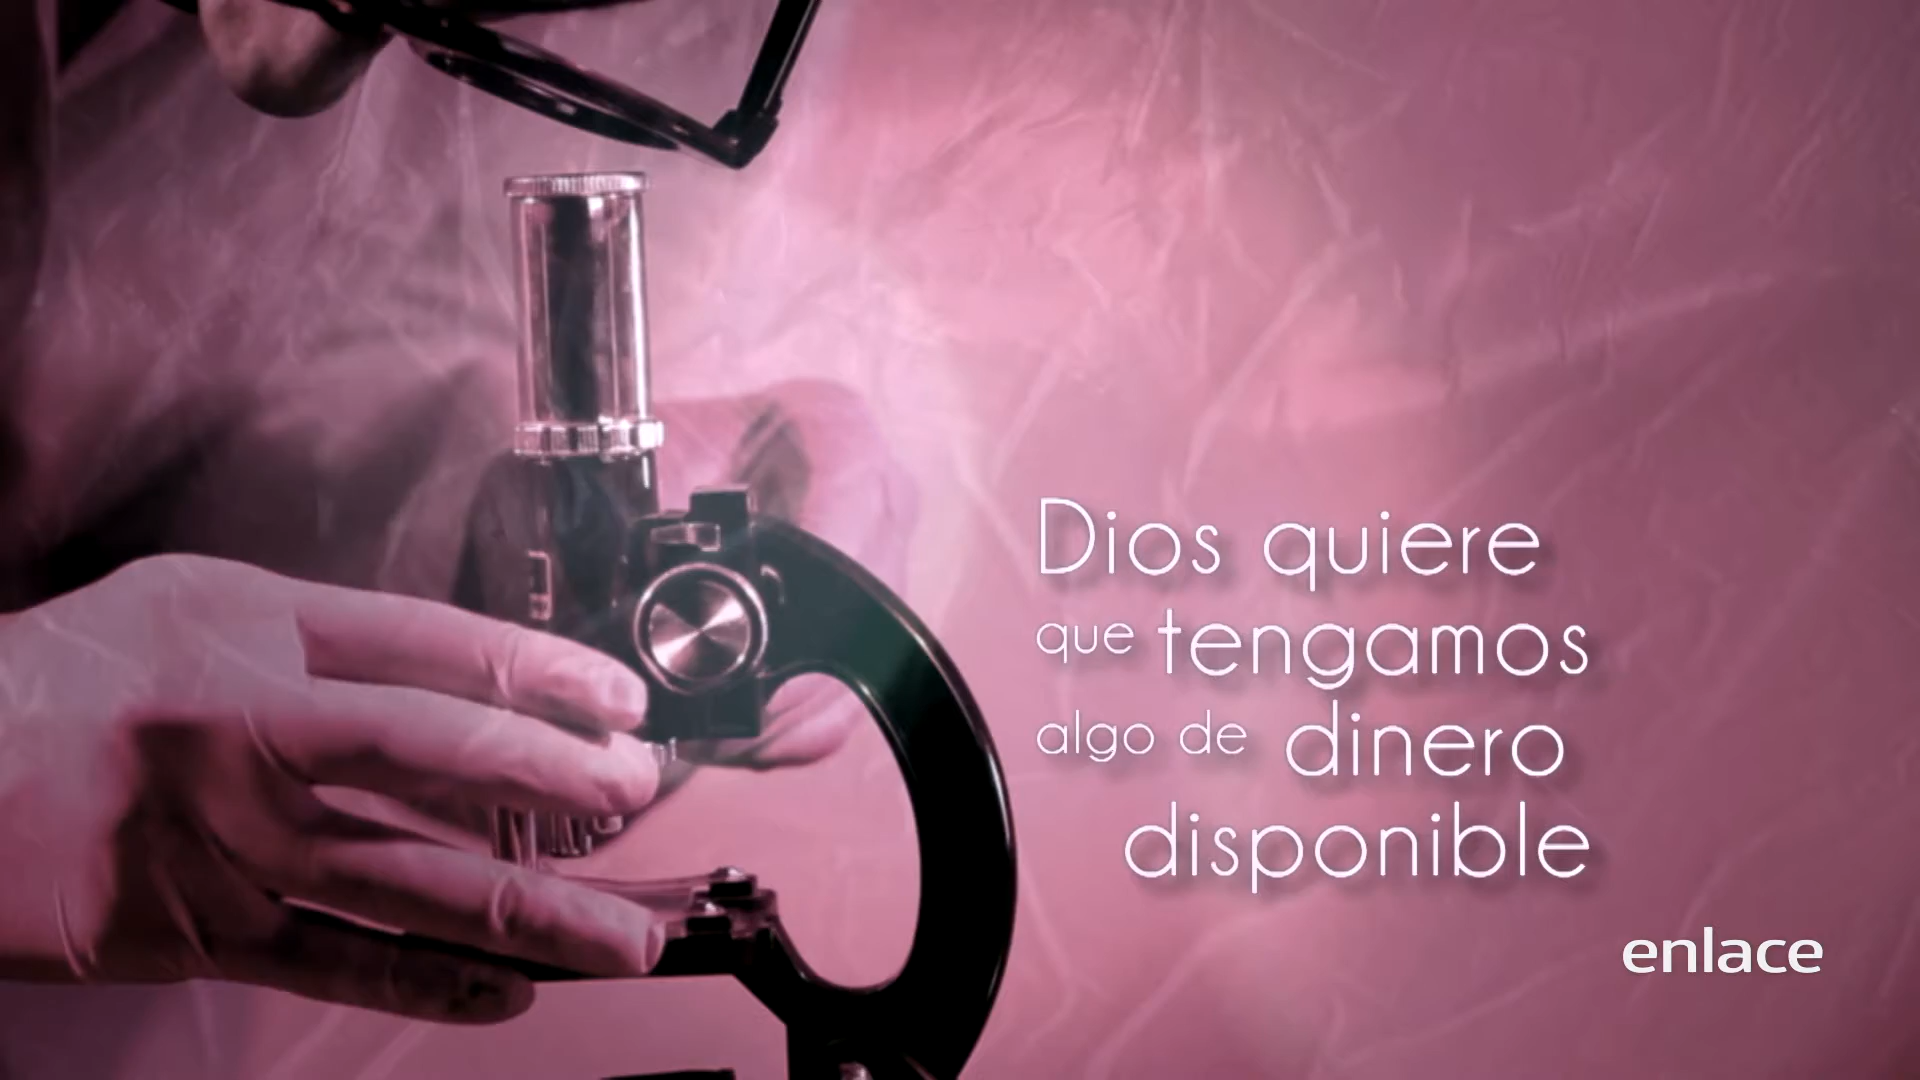 Dios quiere
que tengamos
algo de dinero
disponible
enlace